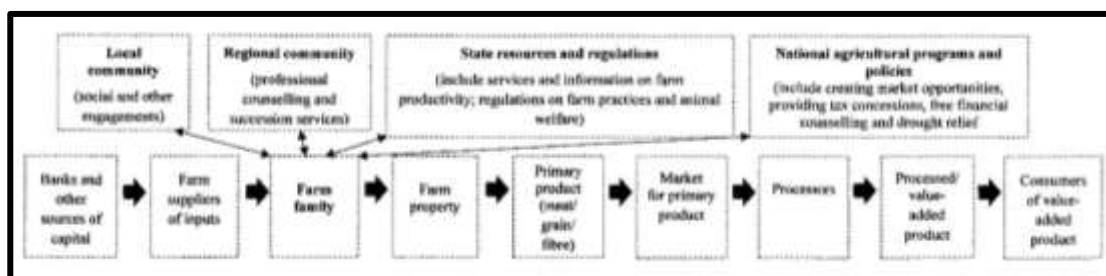 Local
community
(social and other
engagements)
Regional community
(professional
counselling and
succession services)
State resources and regulations
(include services and information on farm
productivity; regulations on farm practices and animal
welfare)
National agricultural programs and
policies
(include creating market opportunities,
providing tax concessions, free financial
counselling and drought relief
Banks and
other
sources of
capital
Farm
suppliers
of inputs
Farm
family
Farm
property
Primary
product
(meat/
grain/
fibre)
Market
for primary
product
Processors
Processed/
value-
added
product
Consumers
of value-
added
product